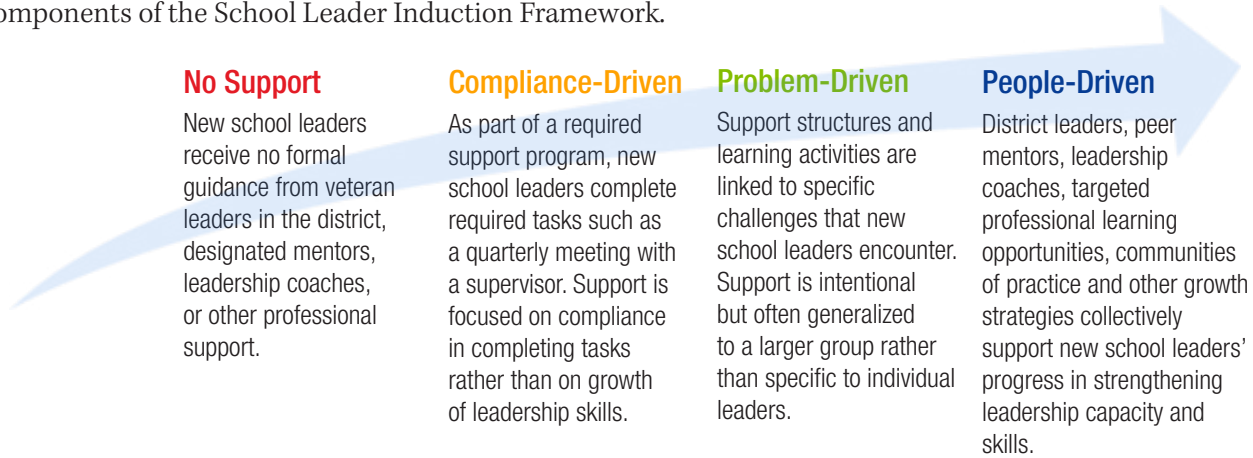 omponents of the School Leader Induction Framework.
No Support
New school leaders
receive no formal
guidance from veteran
leaders in the district,
designated mentors,
leadership coaches,
or other professional
support.
Compliance-Driven
As part of a required
support program, new
school leaders complete
required tasks such as
a quarterly meeting with
a supervisor. Support is
focused on compliance
in completing tasks
rather than on growth
of leadership skills.
Problem-Driven
Support structures and
learning activities are
linked to specific
challenges that new
school leaders encounter.
Support is intentional
but often generalized
to a larger group rather
than specific to individual
leaders.
People-Driven
District leaders, peer
mentors, leadership
coaches, targeted
professional learning
opportunities, communities
of practice and other growth
strategies collectively
support new school leaders’
progress in strengthening
leadership capacity and
skills.